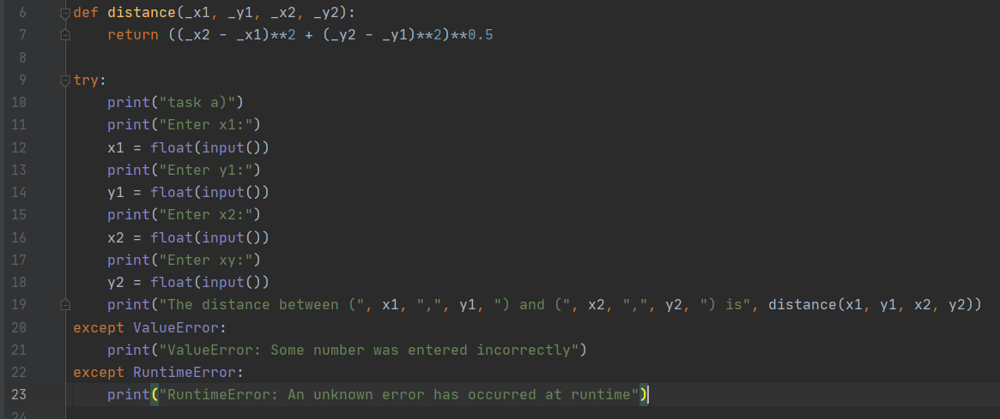 6 def distance(_x1, _y1, _x2, _y2):
7     return ((_x2 - _x1)**2 + (_y2 - _y1)**2)**0.5
8
9 try:
10     print("task a)")
11     print("Enter x1:")
12     x1 = float(input())
13     print("Enter y1:")
14     y1 = float(input())
15     print("Enter x2:")
16     x2 = float(input())
17     print("Enter xy:")
18     y2 = float(input())
19     print("The distance between (", x1, ",", y1, ") and (", x2, ",", y2, ") is", distance(x1, y1, x2, y2))
20 except ValueError:
21     print("ValueError: Some number was entered incorrectly")
22 except RuntimeError:
23     print("RuntimeError: An unknown error has occurred at runtime")
24